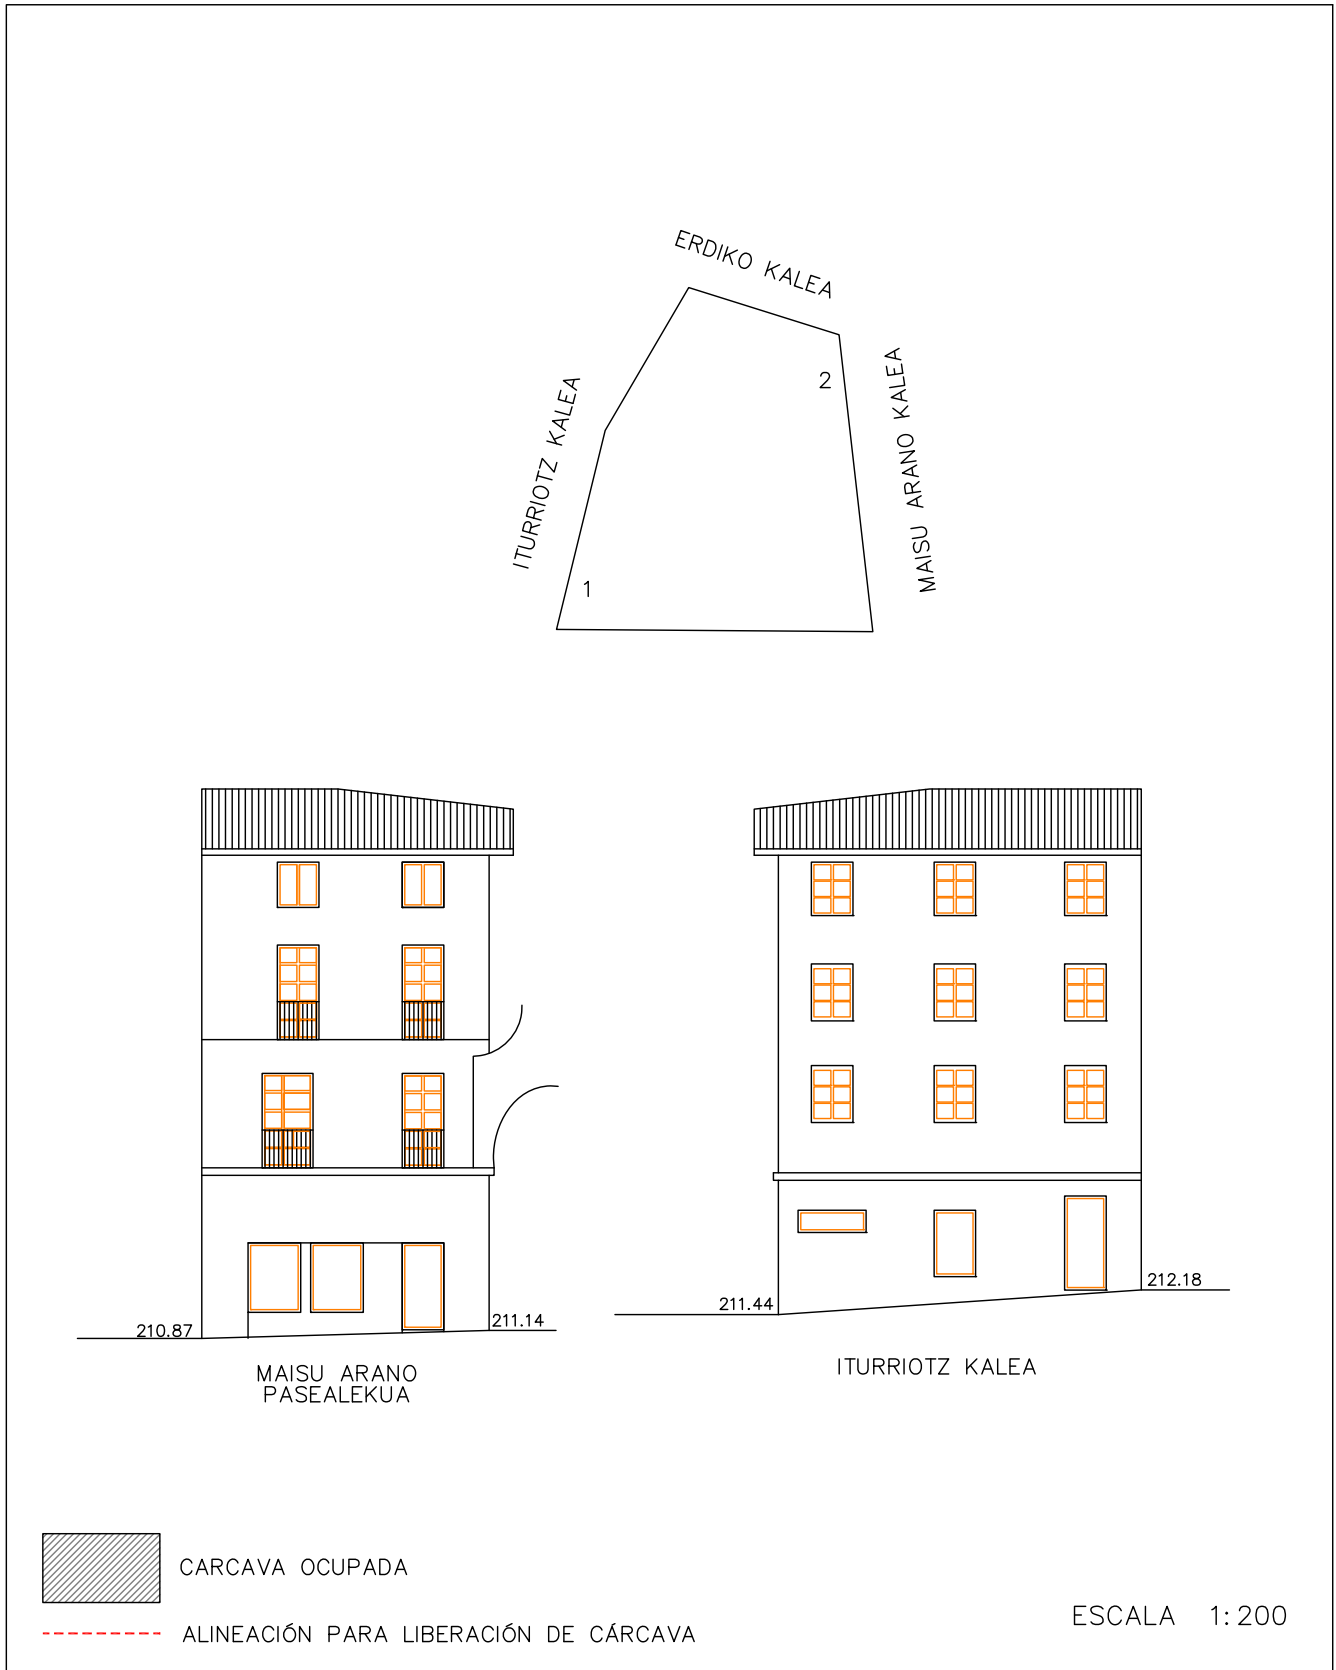 ERDIKO KALEA
2
MAISU ARANO KALEA
ITURRIOTZ KALEA
1
210.87
211.14
MAISU ARANO
PASEALEKUA
211.44
212.18
ITURRIOTZ KALEA
CARCAVA OCUPADA
ALINEACIÓN PARA LIBERACIÓN DE CÁRCAVA
ESCALA 1:200